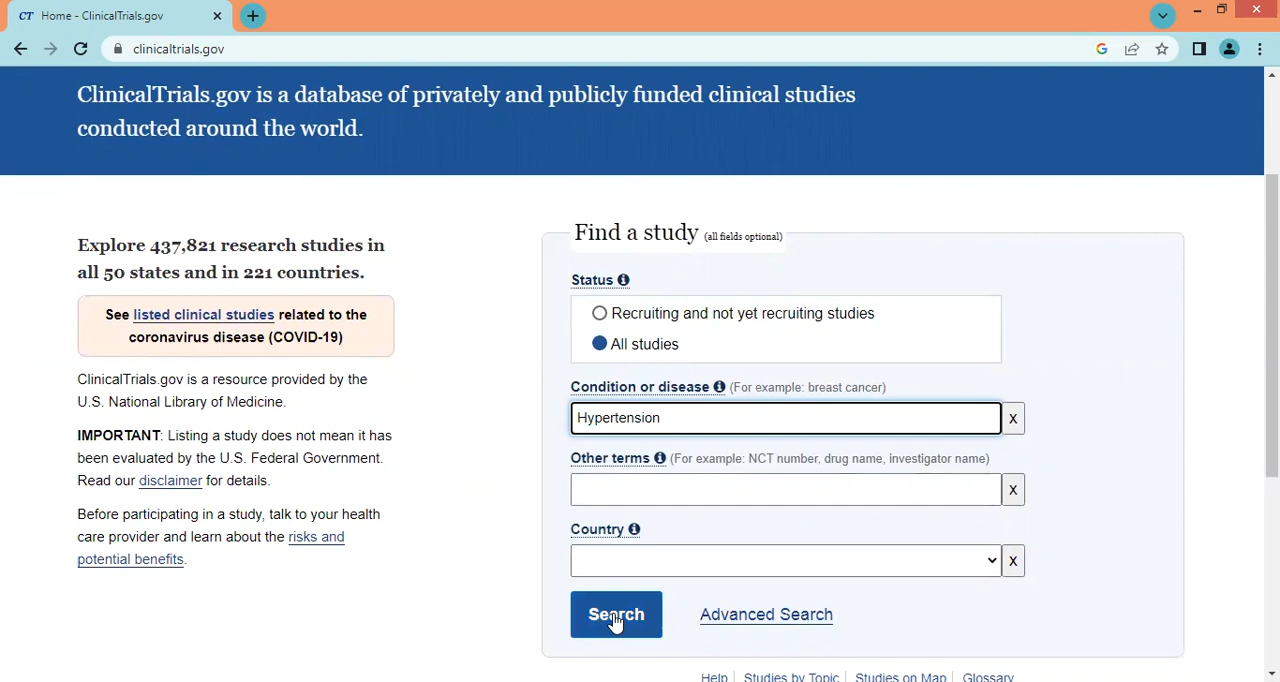 CT Home - ClinicalTrials.gov
clinicaltrials.gov
ClinicalTrials.gov is a database of privately and publicly funded clinical studies
conducted around the world.
Explore 437,821 research studies in
all 50 states and in 221 countries.
See listed clinical studies related to the
coronavirus disease (COVID-19)
ClinicalTrials.gov is a resource provided by the
U.S. National Library of Medicine.
IMPORTANT: Listing a study does not mean it has
been evaluated by the U.S. Federal Government.
Read our disclaimer for details.
Before participating in a study, talk to your health
care provider and learn about the risks and
potential benefits.
Find a study (all fields optional)
Status
Recruiting and not yet recruiting studies
All studies
Condition or disease (For example: breast cancer)
Hypertension X
Other terms (For example: NCT number, drug name, investigator name)
X
Country
X
Search Advanced Search
Help | Studies by Topic | Studies on Map | Glossary